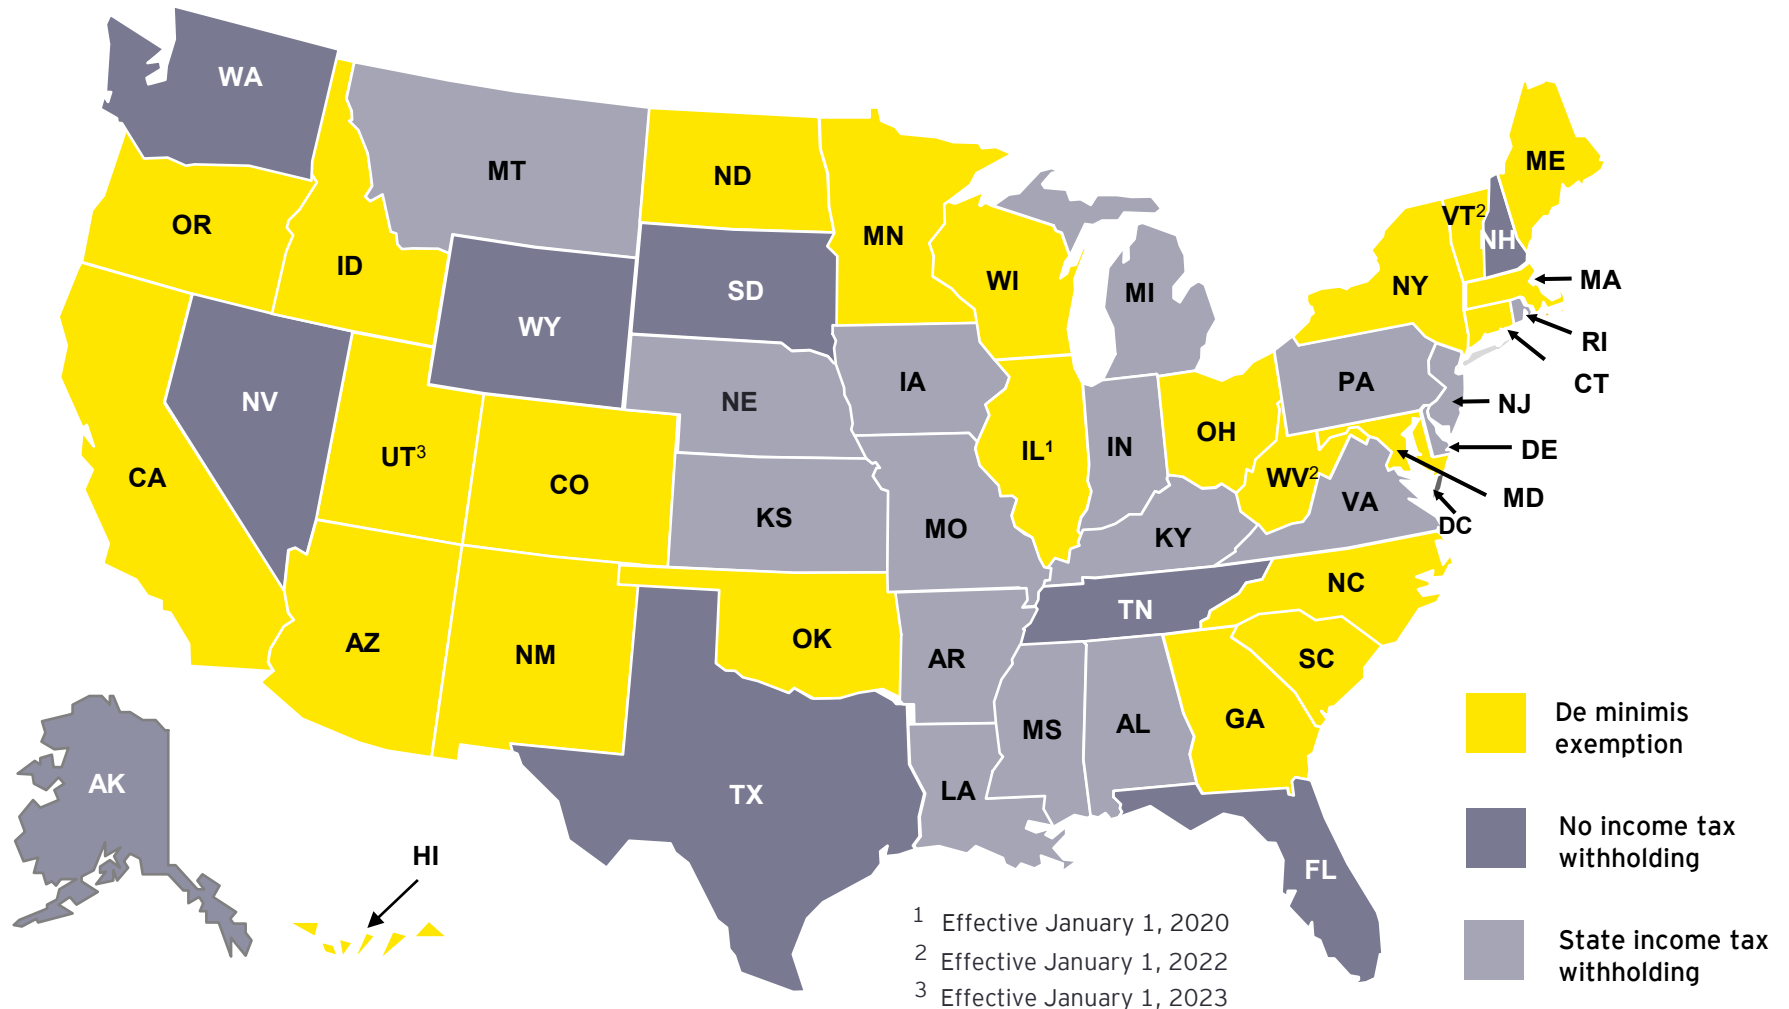 WA
MT
ND
ME
OR
ID
MN
VT²
NH
WI
NY
MA
SD
MI
WY
RI
IA
PA
CT
NV
NE
NJ
UT³
OH
IL¹
IN
DE
CA
CO
WV²
MD
KS
MO
VA
DC
KY
NC
TN
AZ
NM
OK
AR
SC
GA
MS
AL
De minimis
exemption
AK
TX
LA
No income tax
withholding
HI
FL
1 Effective January 1, 2020
2 Effective January 1, 2022
3 Effective January 1, 2023
State income tax
withholding